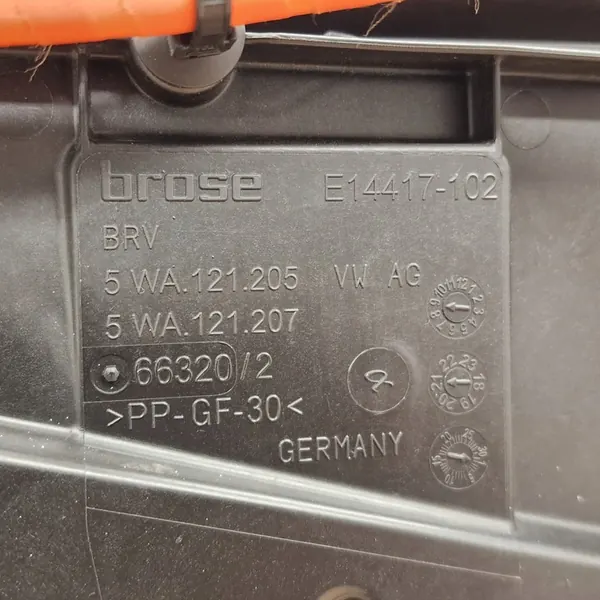 brose E14417-102
BRV
5 WA.121.205 VW AG
5 WA.121.207
66320/2
>PP-GF-30<
GERMANY
8